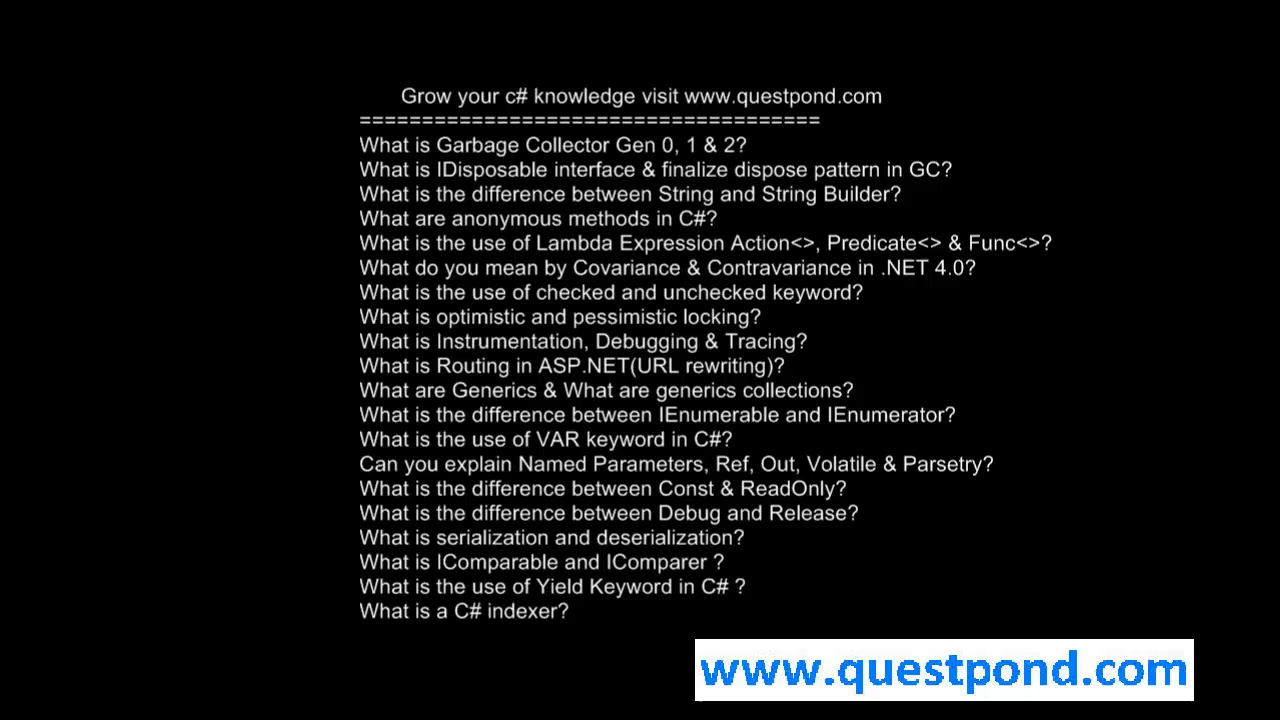 Grow your c# knowledge visit www.questpond.com
=====================================
What is Garbage Collector Gen 0, 1 & 2?
What is IDisposable interface & finalize dispose pattern in GC?
What is the difference between String and String Builder?
What are anonymous methods in C#?
What is the use of Lambda Expression Action<>, Predicate<> & Func<>?
What do you mean by Covariance & Contravariance in .NET 4.0?
What is the use of checked and unchecked keyword?
What is optimistic and pessimistic locking?
What is Instrumentation, Debugging & Tracing?
What is Routing in ASP.NET(URL rewriting)?
What are Generics & What are generics collections?
What is the difference between IEnumerable and IEnumerator?
What is the use of VAR keyword in C#?
Can you explain Named Parameters, Ref, Out, Volatile & Parsetry?
What is the difference between Const & ReadOnly?
What is the difference between Debug and Release?
What is serialization and deserialization?
What is IComparable and IComparer ?
What is the use of Yield Keyword in C# ?
What is a C# indexer?
www.questpond.com